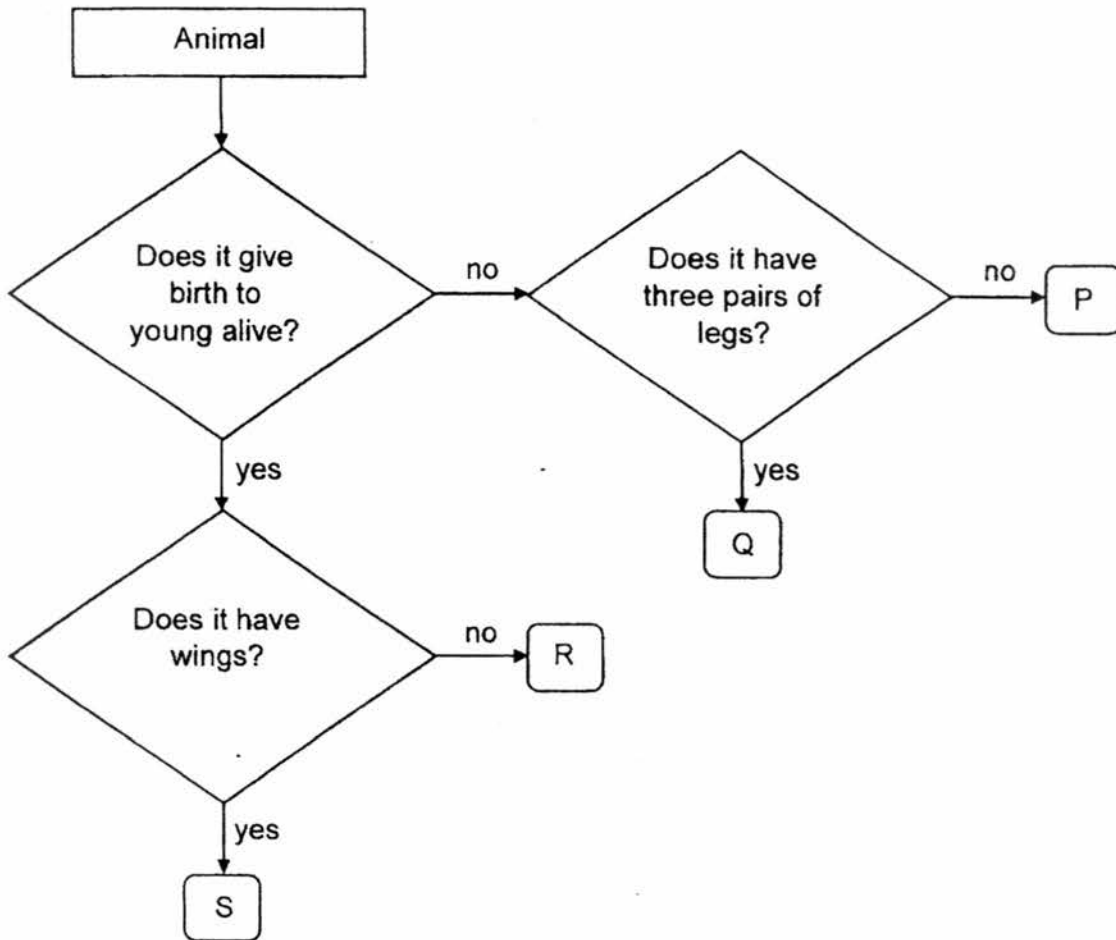 Animal
Does it give
birth to
young alive?
no
Does it have
three pairs of
legs?
no
P
yes
yes
Q
Does it have
wings?
no
R
yes
S